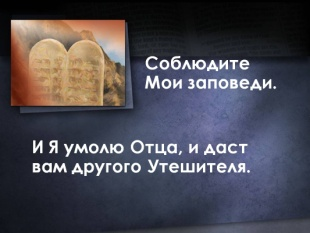 Соблюдите
Мои заповеди.
И Я умолю Отца, и даст
вам другого Утешителя.